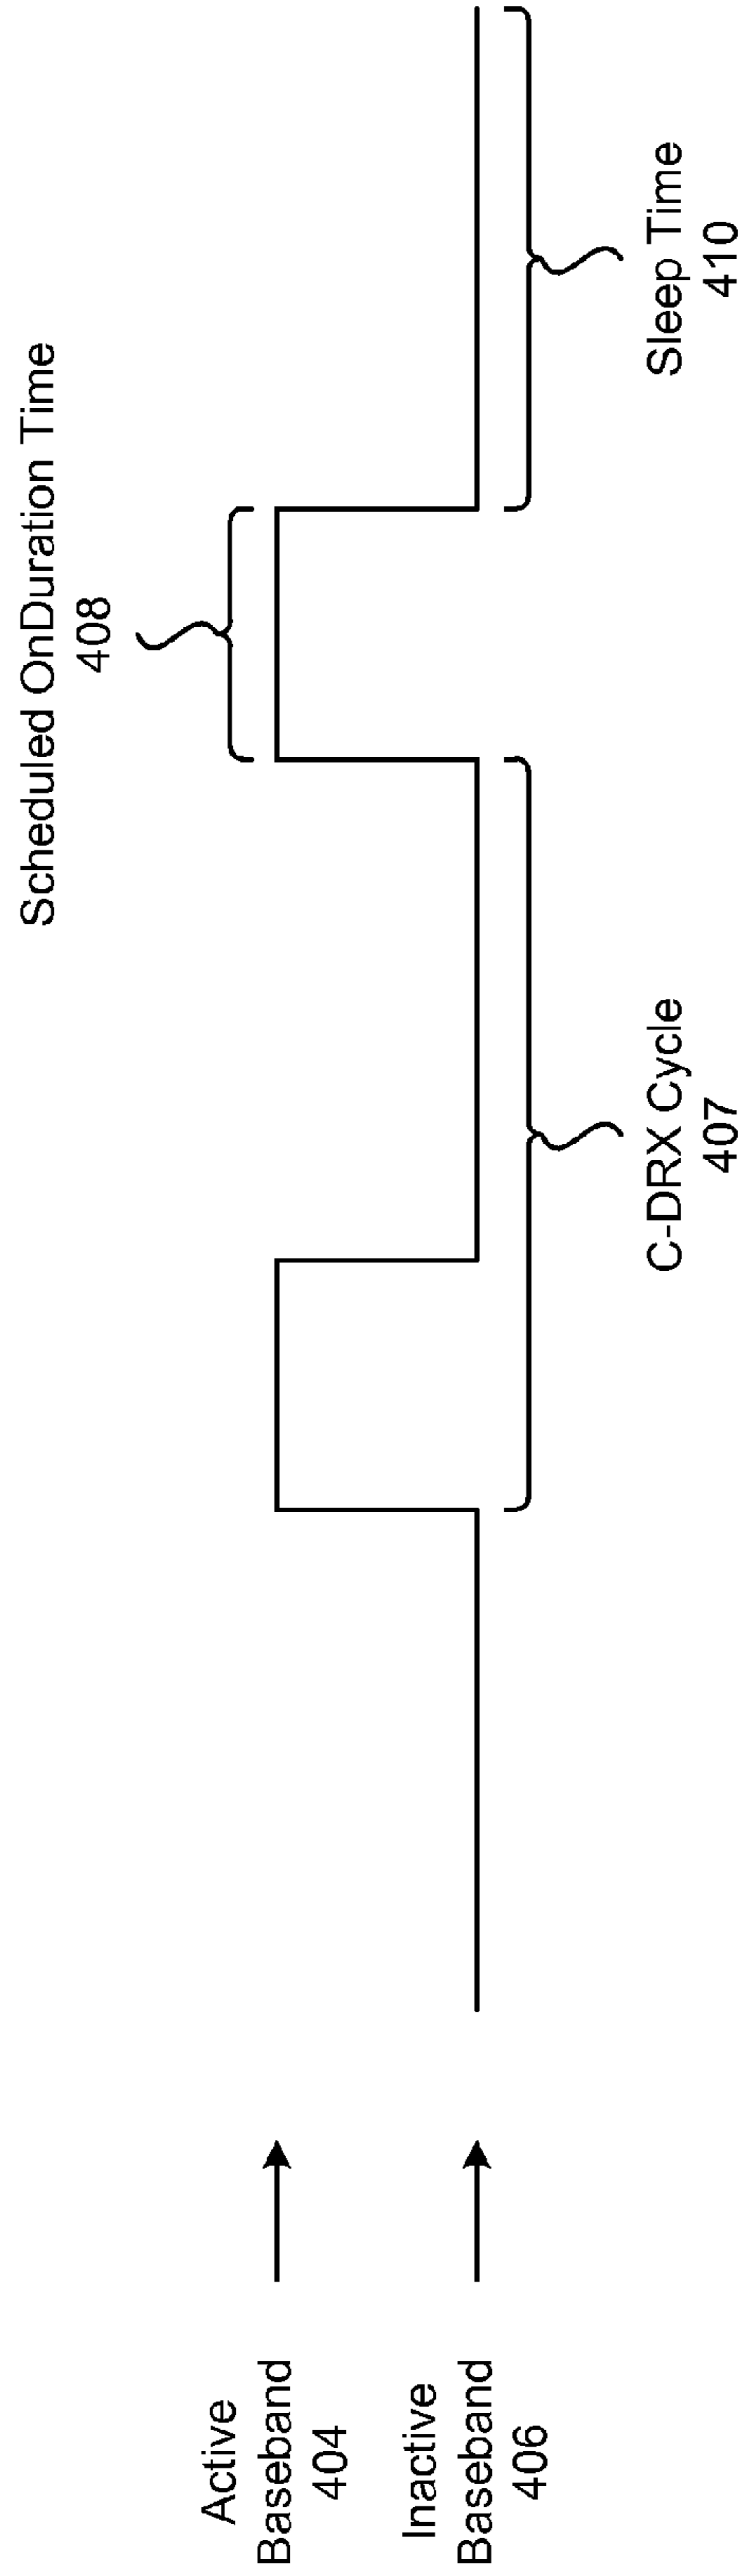 Scheduled OnDuration Time
408
Active
Baseband
404
Inactive
Baseband
406
C-DRX Cycle
407
Sleep Time
410